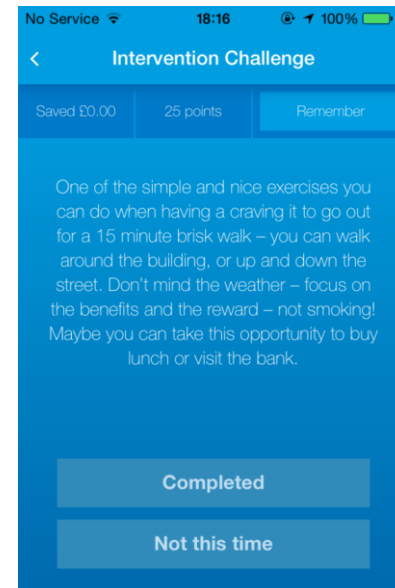 No Service 18:16 100%
< Intervention Challenge
Saved £0.00 25 points Remember
One of the simple and nice exercises you
can do when having a craving it to go out
for a 15 minute brisk walk – you can walk
around the building, or up and down the
street. Don't mind the weather – focus on
the benefits and the reward – not smoking!
Maybe you can take this opportunity to buy
lunch or visit the bank.
Completed
Not this time